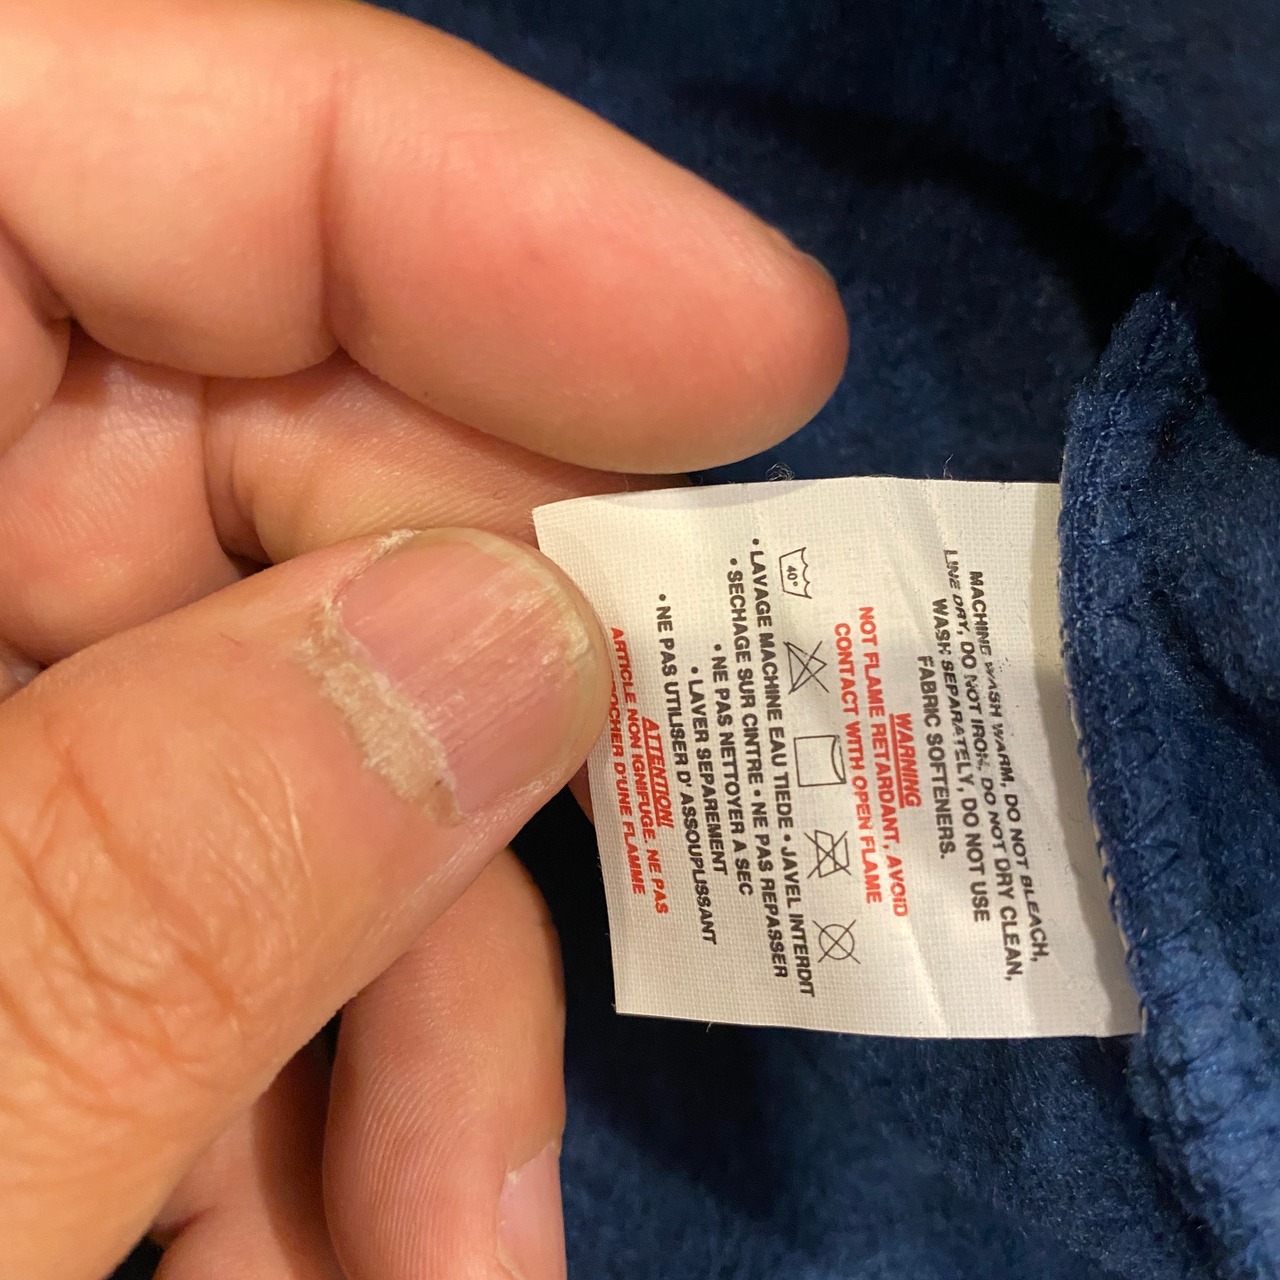 MACHINE WASH WARM, DO NOT BLEACH,
LINE DRY, DO NOT IRON, DO NOT DRY CLEAN,
WASH SEPARATELY, DO NOT USE
FABRIC SOFTENERS.
WARNING
NOT FLAME RETARDANT, AVOID
CONTACT WITH OPEN FLAME
40°
• LAVAGE MACHINE EAU TIEDE • JAVEL INTERDIT
• SECHAGE SUR CINTRE • NE PAS REPASSER
• NE PAS NETTOYER A SEC
• LAVER SEPAREMENT
• NE PAS UTILISER D' ASSOUPLISSANT
ATTENTION!
ARTICLE NON IGNIFUGE. NE PAS
D'UNE FLAMME